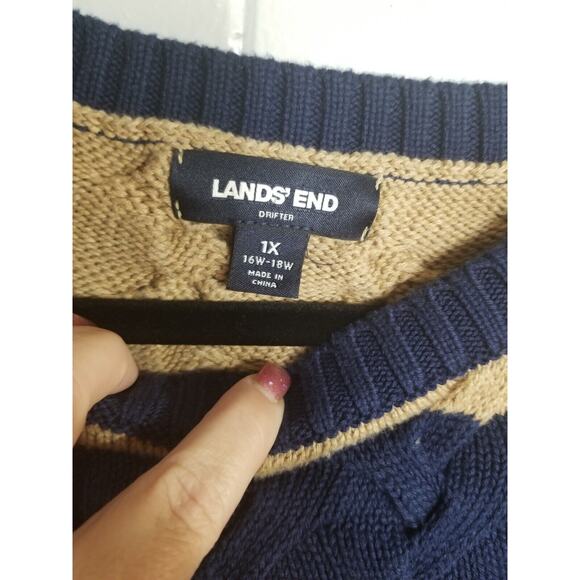 LANDS' END
DRIFTER
1X
16W-18W
MADE IN
CHINA